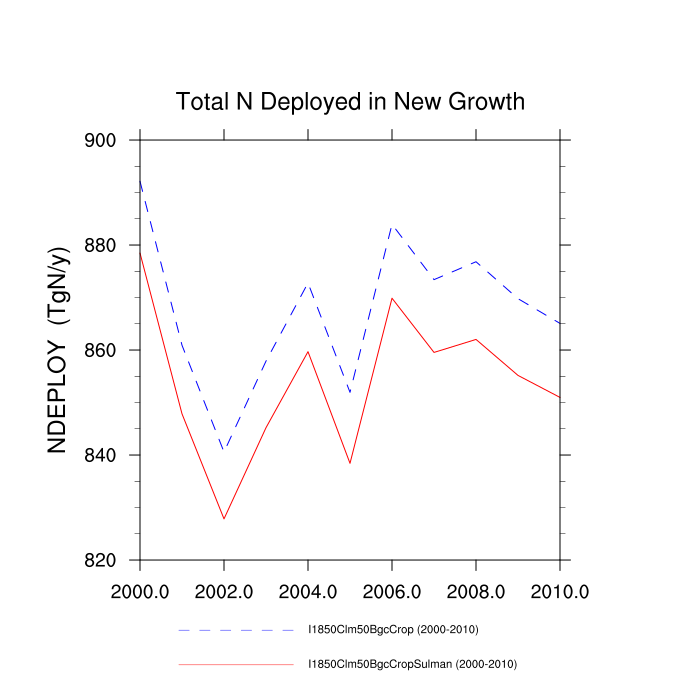 Total N Deployed in New Growth
NDEPLOY (TgN/y)
900
880
860
840
820
2000.0 2002.0 2004.0 2006.0 2008.0 2010.0
I1850Clm50BgcCrop (2000-2010)
I1850Clm50BgcCropSulman (2000-2010)